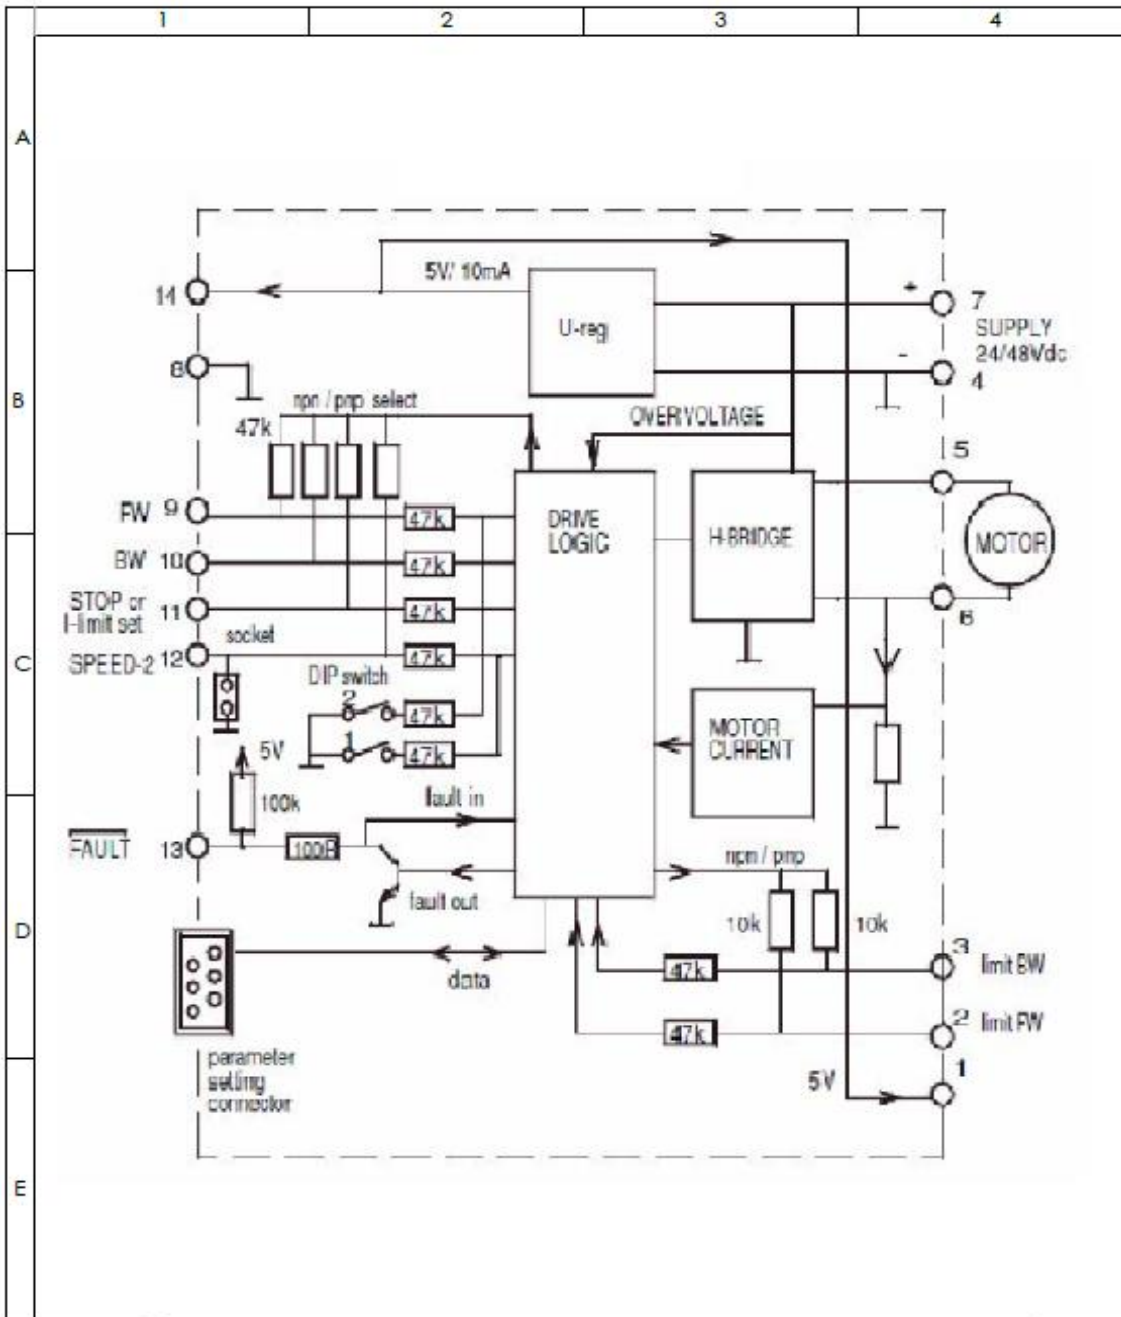 1 2 3 4
A
B
C
D
E
14
5V/ 10mA
U-reg
+ 7
SUPPLY
24/48Vdc
- 4
8
npn / pnp select
47k
OVERVOLTAGE
5
FW 9
47k
DRIVE
LOGIC
H-BRIDGE
MOTOR
BW 10
47k
STOP or
I-limit set
11
47k
6
socket
SPEED-2 12
47k
DIP switch
2
47k
1
47k
MOTOR
CURRENT
5V
100k
fault in
FAULT 13
100R
npn / pnp
fault out
10k
10k
data
47k
3 limit BW
47k
2 limit FW
parameter
setting
connector
5V
1